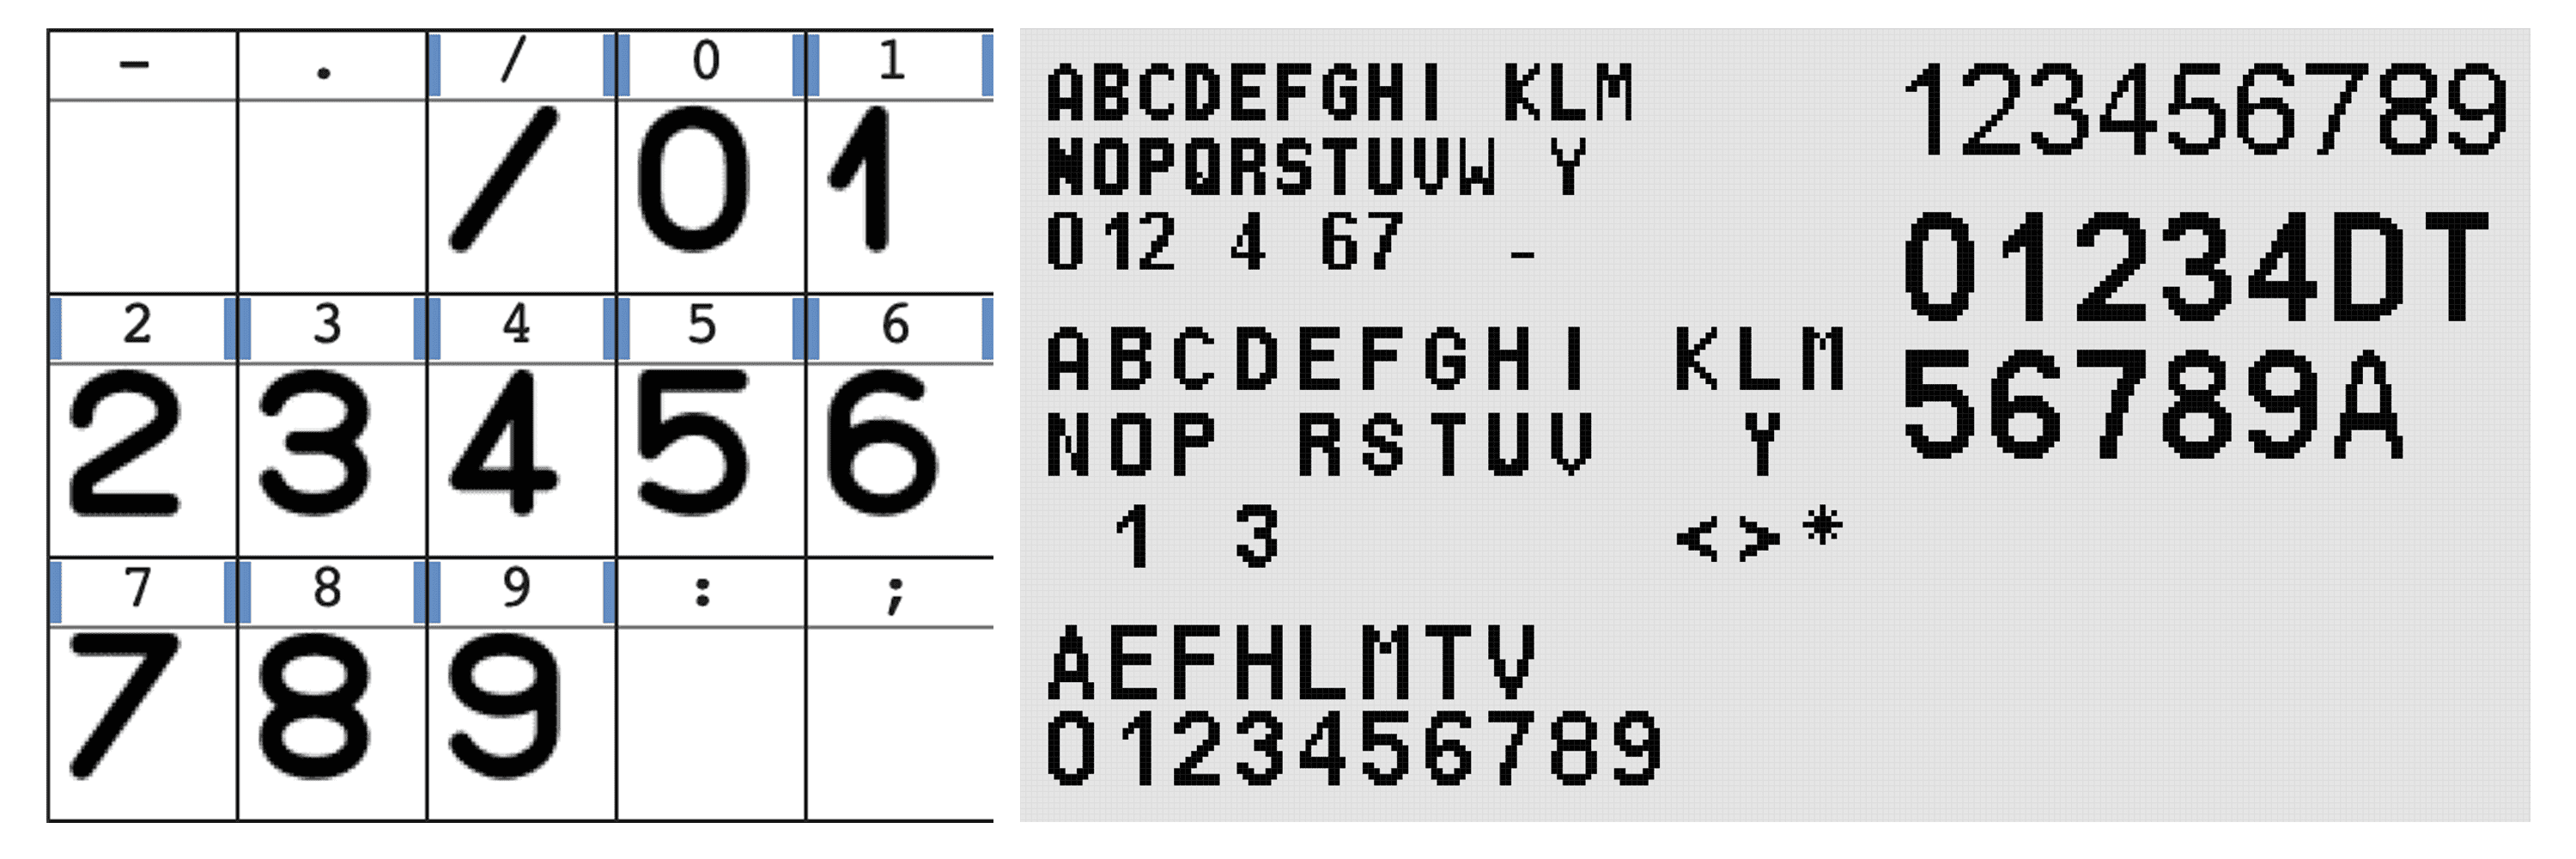 - . / 0 1
/ 0 1
2 3 4 5 6
2 3 4 5 6
7 8 9 : ;
7 8 9
ABCDEFGHI KLM
NOPQRSTUVW Y
012 4 67 -
ABCDEFGHI KLM
NOP RSTUV Y
1 3 <>*
AEFHLMTV
0123456789
123456789
01234DT
56789A